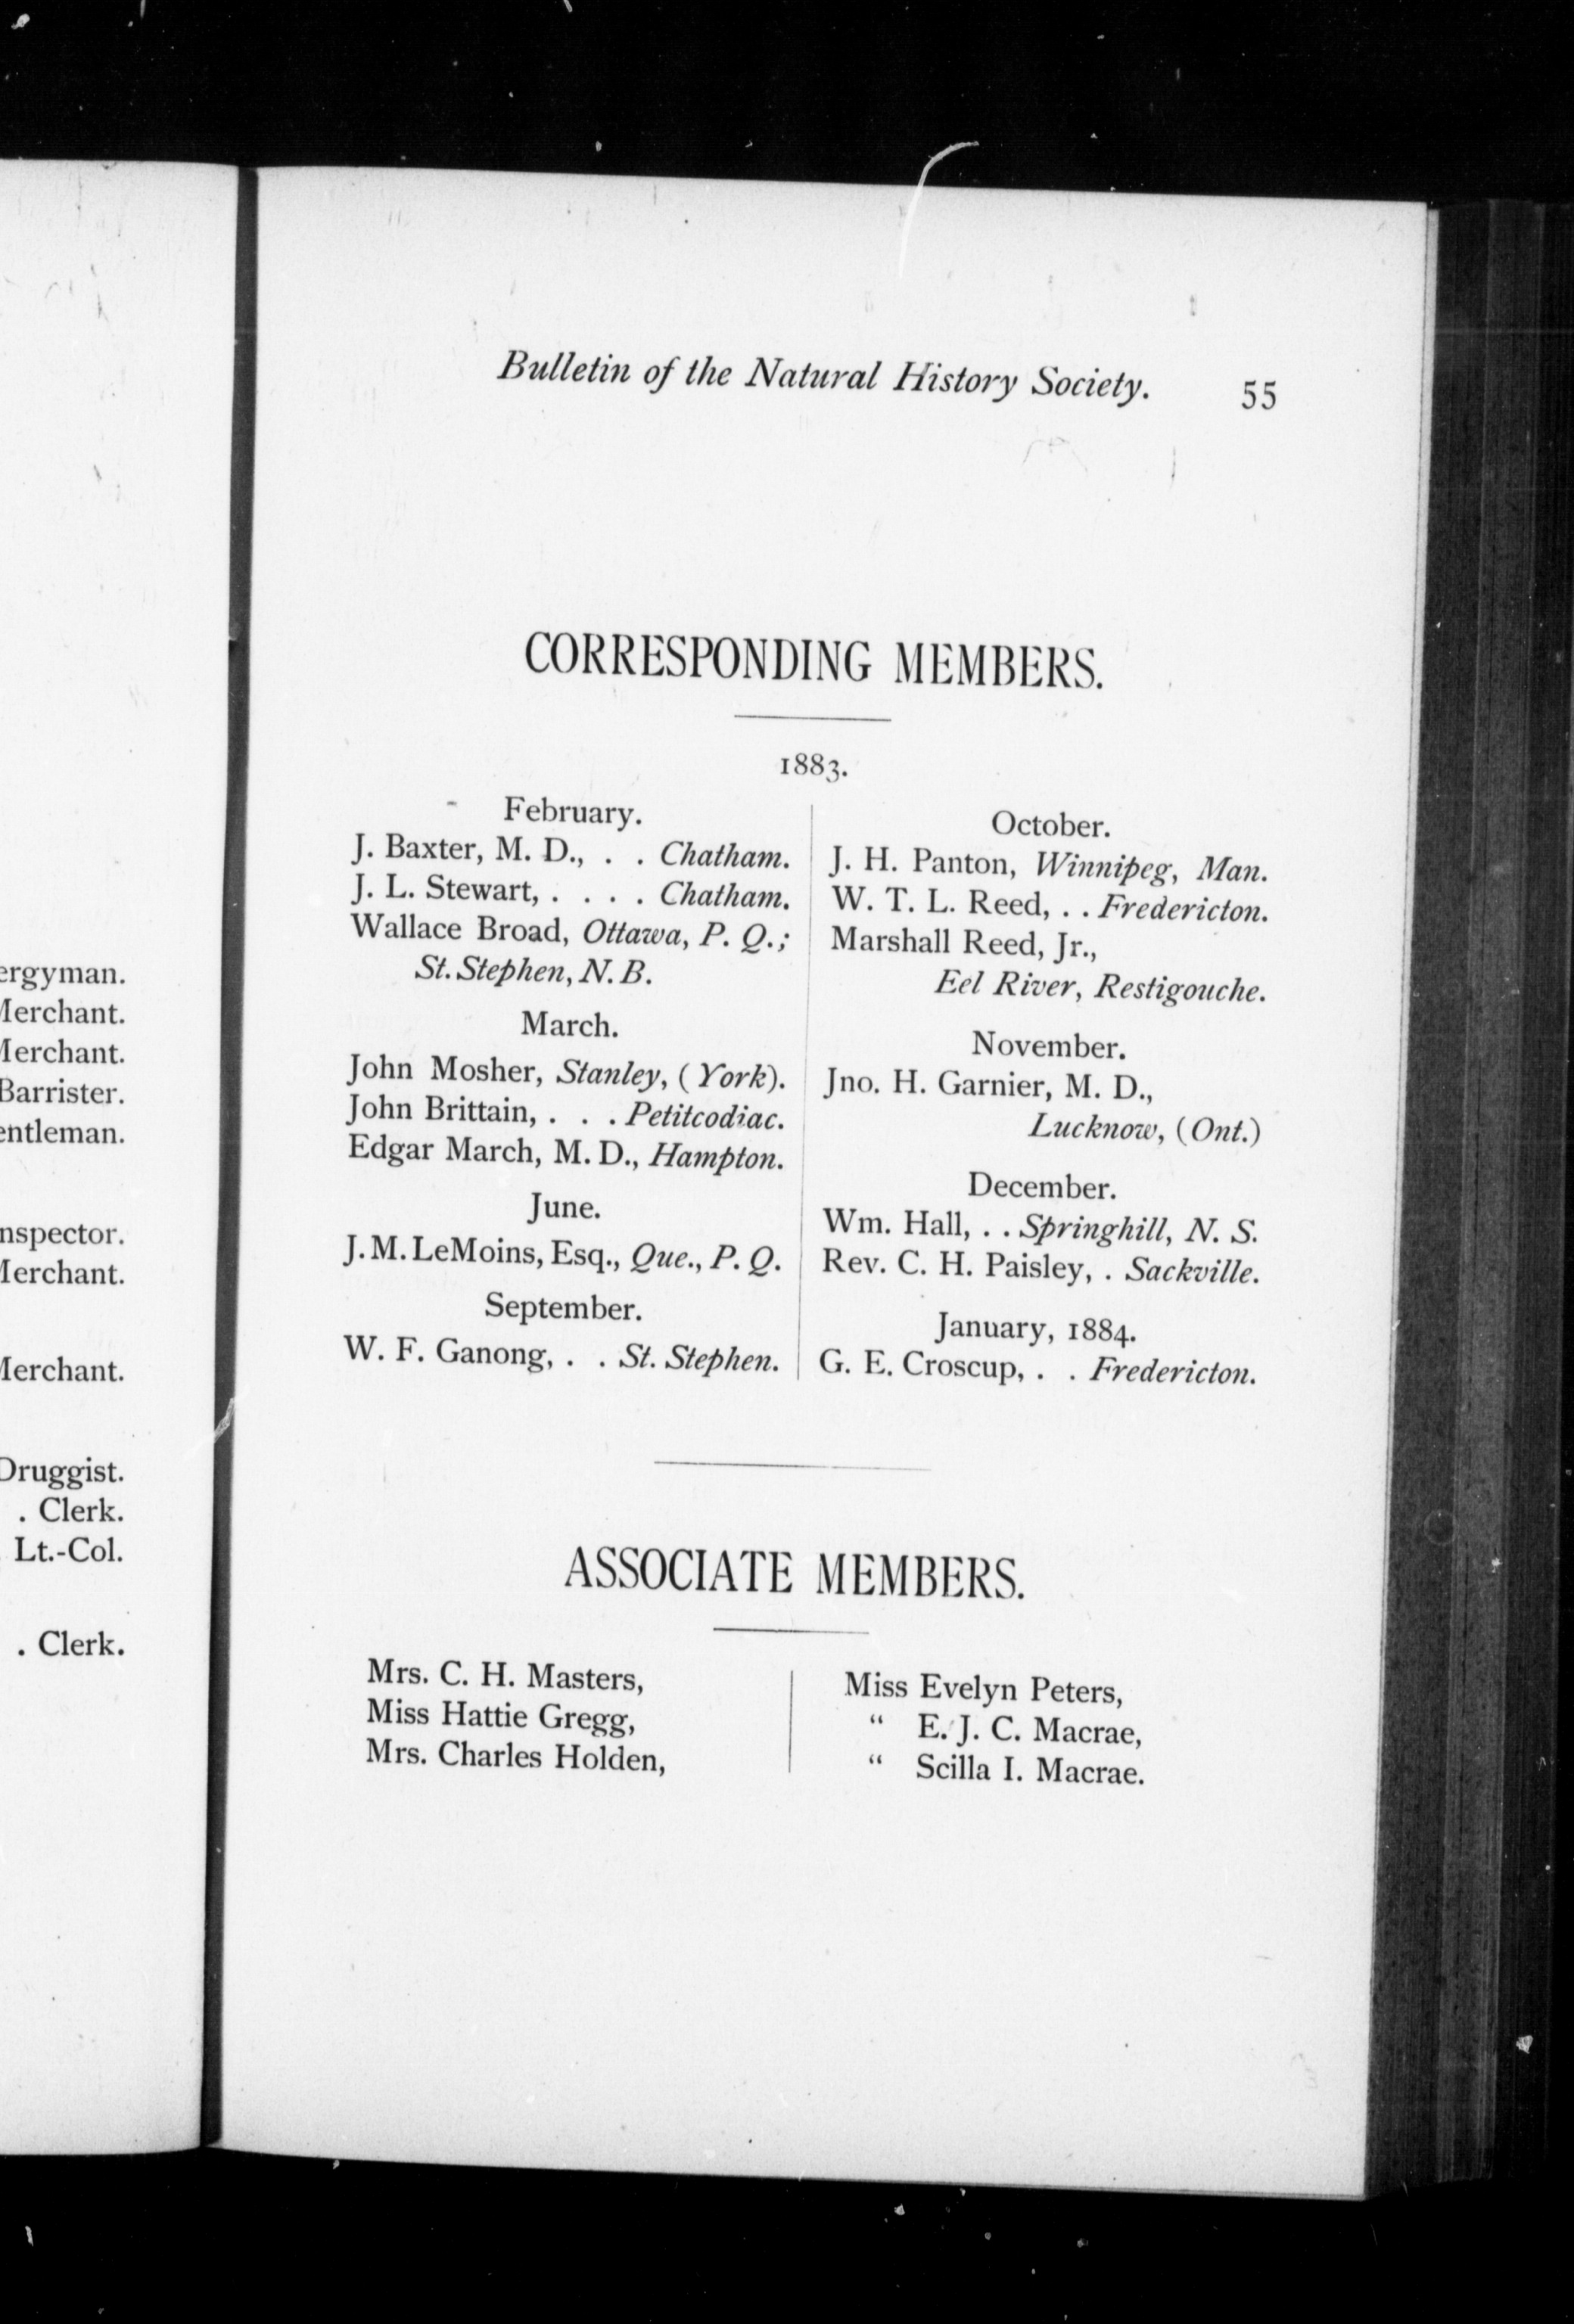 ergyman.
Merchant.
Merchant.
Barrister.
entleman.
nspector.
Merchant.
Merchant.
Druggist.
. Clerk.
Lt.-Col.
. Clerk.
Bulletin of the Natural History Society. 55
CORRESPONDING MEMBERS.
1883.
February.
J. Baxter, M. D., . . Chatham.
J. L. Stewart, . . . . Chatham.
Wallace Broad, Ottawa, P. Q.;
St. Stephen, N. B.
March.
John Mosher, Stanley, (York).
John Brittain, . . . Petitcodiac.
Edgar March, M. D., Hampton.
June.
J. M. LeMoins, Esq., Que., P. Q.
September.
W. F. Ganong, . . St. Stephen.
October.
J. H. Panton, Winnipeg, Man.
W. T. L. Reed, . . Fredericton.
Marshall Reed, Jr.,
Eel River, Restigouche.
November.
Jno. H. Garnier, M. D.,
Lucknow, (Ont.)
December.
Wm. Hall, . . Springhill, N. S.
Rev. C. H. Paisley, . Sackville.
January, 1884.
G. E. Croscup, . . Fredericton.
ASSOCIATE MEMBERS.
Mrs. C. H. Masters,
Miss Hattie Gregg,
Mrs. Charles Holden,
Miss Evelyn Peters,
" E. J. C. Macrae,
" Scilla I. Macrae.